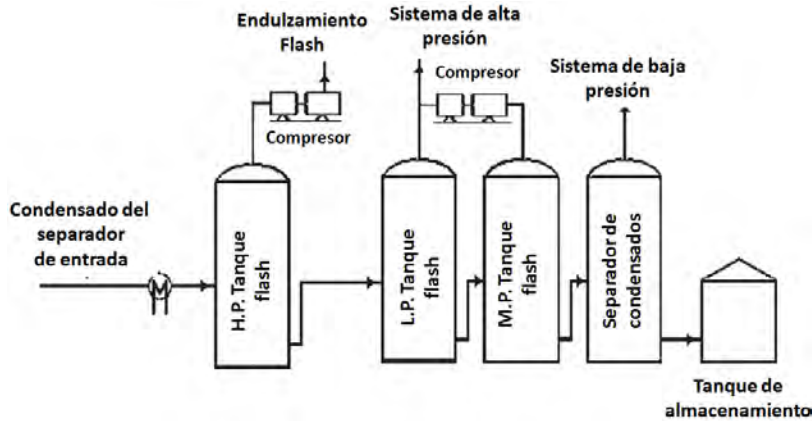 Endulzamiento
Flash
Compresor
Sistema de alta
presión
Compresor
Sistema de baja
presión
Condensado del
separador
de entrada
H.P. Tanque
flash
L.P. Tanque
flash
M.P. Tanque
flash
Separador de
condensados
Tanque de
almacenamiento